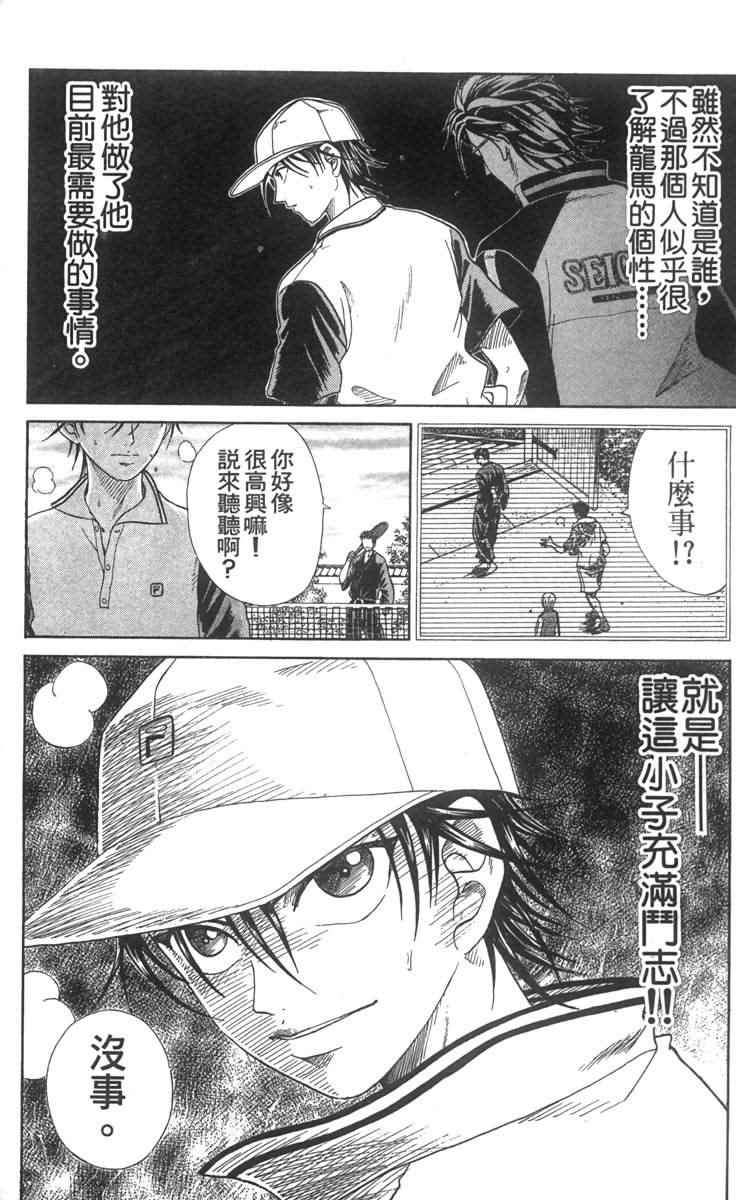 雖然不知道是誰，
不過那個人似乎很
了解龍馬的個性……
SEIG
對他做了他
目前最需要做的事情。
什麼事!?
你好像
很高興嘛！
說來聽聽啊？
就是——
讓這小子充滿鬥志!!
沒事。